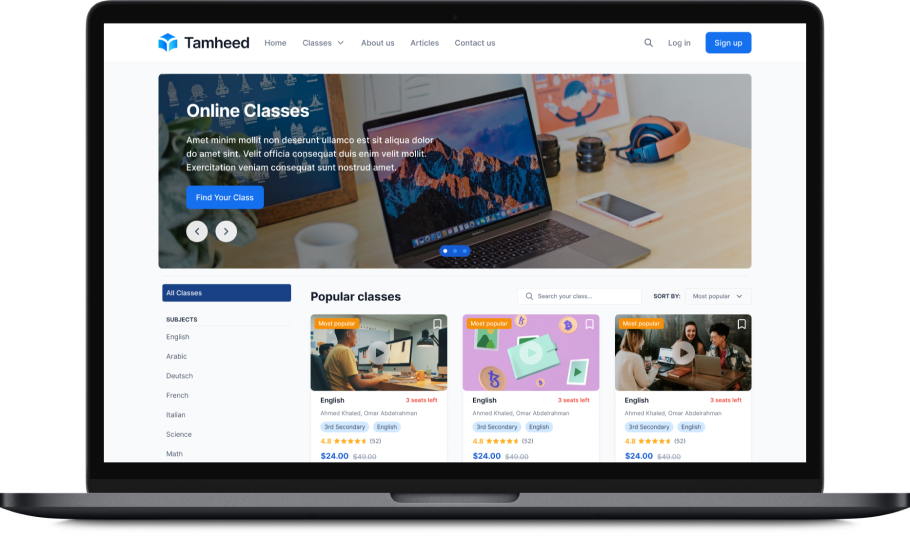 Tamheed Home Classes About us Articles Contact us Log in Sign up
Online Classes
Amet minim mollit non deserunt ullamco est sit aliqua dolor
do amet sint. Velit officia consequat duis enim velit mollit.
Exercitation veniam consequat sunt nostrud amet.
Find Your Class
All Classes
Popular classes
Search your class...
SORT BY: Most popular
SUBJECTS
English
Arabic
Deutsch
French
Italian
Science
Math
Most popular
English 3 seats left
Ahmed Khaled, Omar Abdelrahman
3rd Secondary English
4.8 (52)
$24.00 $49.00
Most popular
English 3 seats left
Ahmed Khaled, Omar Abdelrahman
3rd Secondary English
4.8 (52)
$24.00 $49.00
Most popular
English 3 seats left
Ahmed Khaled, Omar Abdelrahman
3rd Secondary English
4.8 (52)
$24.00 $49.00